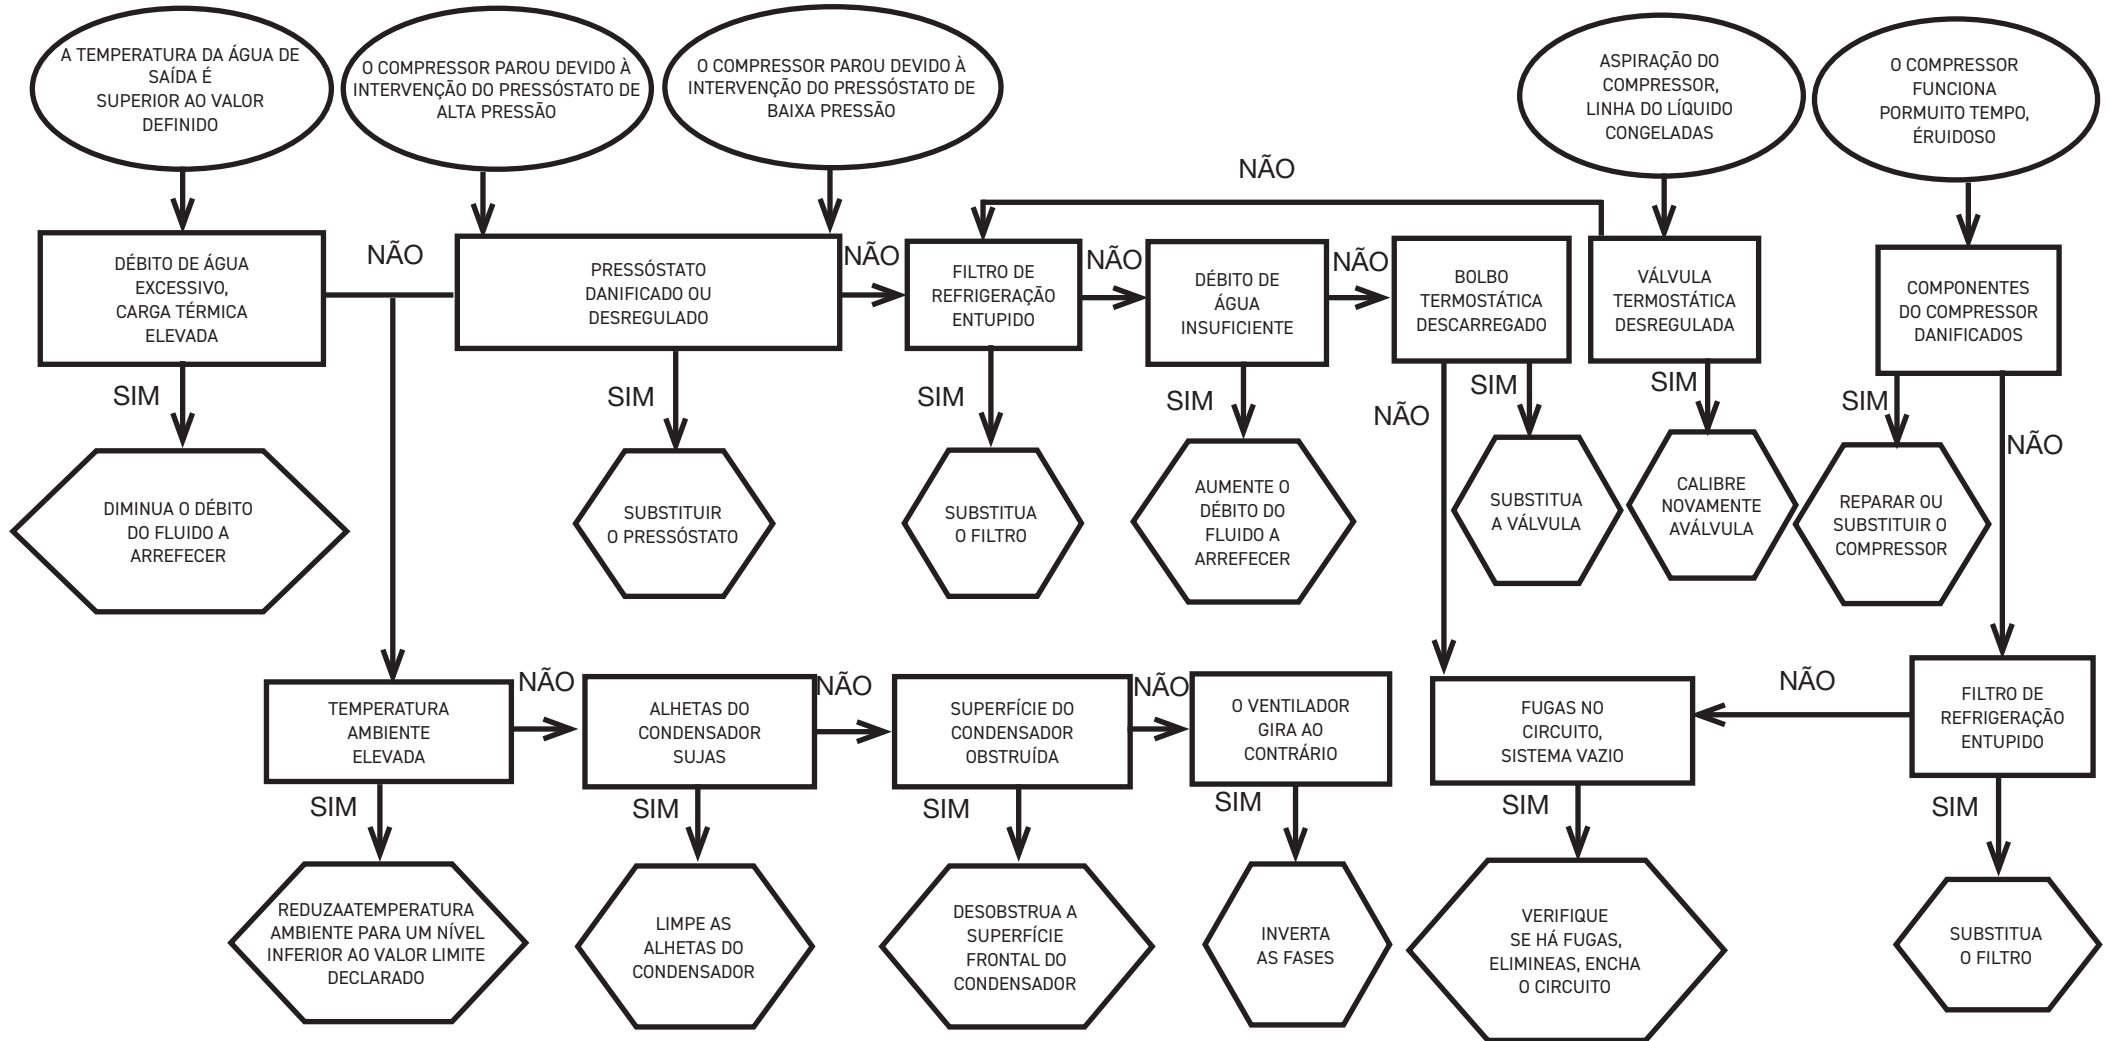 A TEMPERATURA DA ÁGUA DE
SAÍDA É
SUPERIOR AO VALOR
DEFINIDO
O COMPRESSOR PAROU DEVIDO À
INTERVENÇÃO DO PRESSÓSTATO DE
ALTA PRESSÃO
O COMPRESSOR PAROU DEVIDO À
INTERVENÇÃO DO PRESSÓSTATO DE
BAIXA PRESSÃO
ASPIRAÇÃO DO
COMPRESSOR,
LINHA DO LÍQUIDO
CONGELADAS
O COMPRESSOR
FUNCIONA
PORMUITO TEMPO,
ÉRUIDOSO
NÃO
DÉBITO DE ÁGUA
EXCESSIVO,
CARGA TÉRMICA
ELEVADA
NÃO
PRESSÓSTATO
DANIFICADO OU
DESREGULADO
NÃO
FILTRO DE
REFRIGERAÇÃO
ENTUPIDO
NÃO
DÉBITO DE
ÁGUA
INSUFICIENTE
NÃO
BOLBO
TERMOSTÁTICA
DESCARREGADO
VÁLVULA
TERMOSTÁTICA
DESREGULADA
COMPONENTES
DO COMPRESSOR
DANIFICADOS
SIM
SIM
SIM
SIM
NÃO
SIM
SIM
SIM
NÃO
DIMINUA O DÉBITO
DO FLUIDO A
ARREFECER
SUBSTITUIR
O PRESSÓSTATO
SUBSTITUA
O FILTRO
AUMENTE O
DÉBITO DO
FLUIDO A
ARREFECER
SUBSTITUA
A VÁLVULA
CALIBRE
NOVAMENTE
AVÁLVULA
REPARAR OU
SUBSTITUIR O
COMPRESSOR
TEMPERATURA
AMBIENTE
ELEVADA
NÃO
ALHETAS DO
CONDENSADOR
SUJAS
NÃO
SUPERFÍCIE DO
CONDENSADOR
OBSTRUÍDA
NÃO
O VENTILADOR
GIRA AO
CONTRÁRIO
FUGAS NO
CIRCUITO,
SISTEMA VAZIO
NÃO
FILTRO DE
REFRIGERAÇÃO
ENTUPIDO
SIM
SIM
SIM
SIM
SIM
SIM
REDUZAATEMPERATURA
AMBIENTE PARA UM NÍVEL
INFERIOR AO VALOR LIMITE
DECLARADO
LIMPE AS
ALHETAS DO
CONDENSADOR
DESOBSTRUA A
SUPERFÍCIE
FRONTAL DO
CONDENSADOR
INVERTA
AS FASES
VERIFIQUE
SE HÁ FUGAS,
ELIMINEAS, ENCHA
O CIRCUITO
SUBSTITUA
O FILTRO